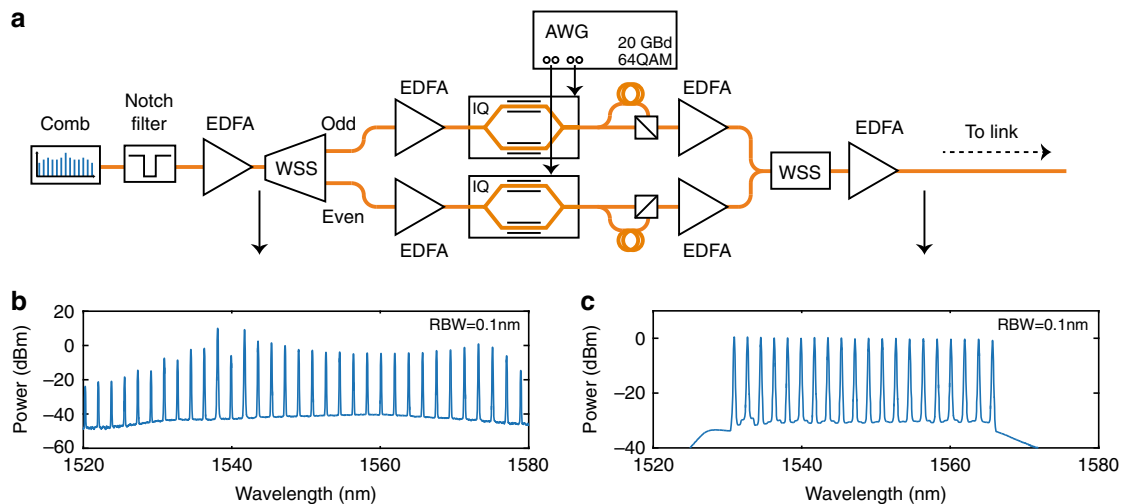 a
AWG
20 GBd
64QAM
Comb
Notch
filter
EDFA
WSS
Odd
Even
EDFA
IQ
EDFA
IQ
EDFA
EDFA
WSS
EDFA
To link
b
RBW=0.1nm
Power (dBm)
20
0
−20
−40
−60
1520
1540
1560
1580
Wavelength (nm)
c
RBW=0.1nm
Power (dBm)
0
−20
−40
1520
1540
1560
1580
Wavelength (nm)